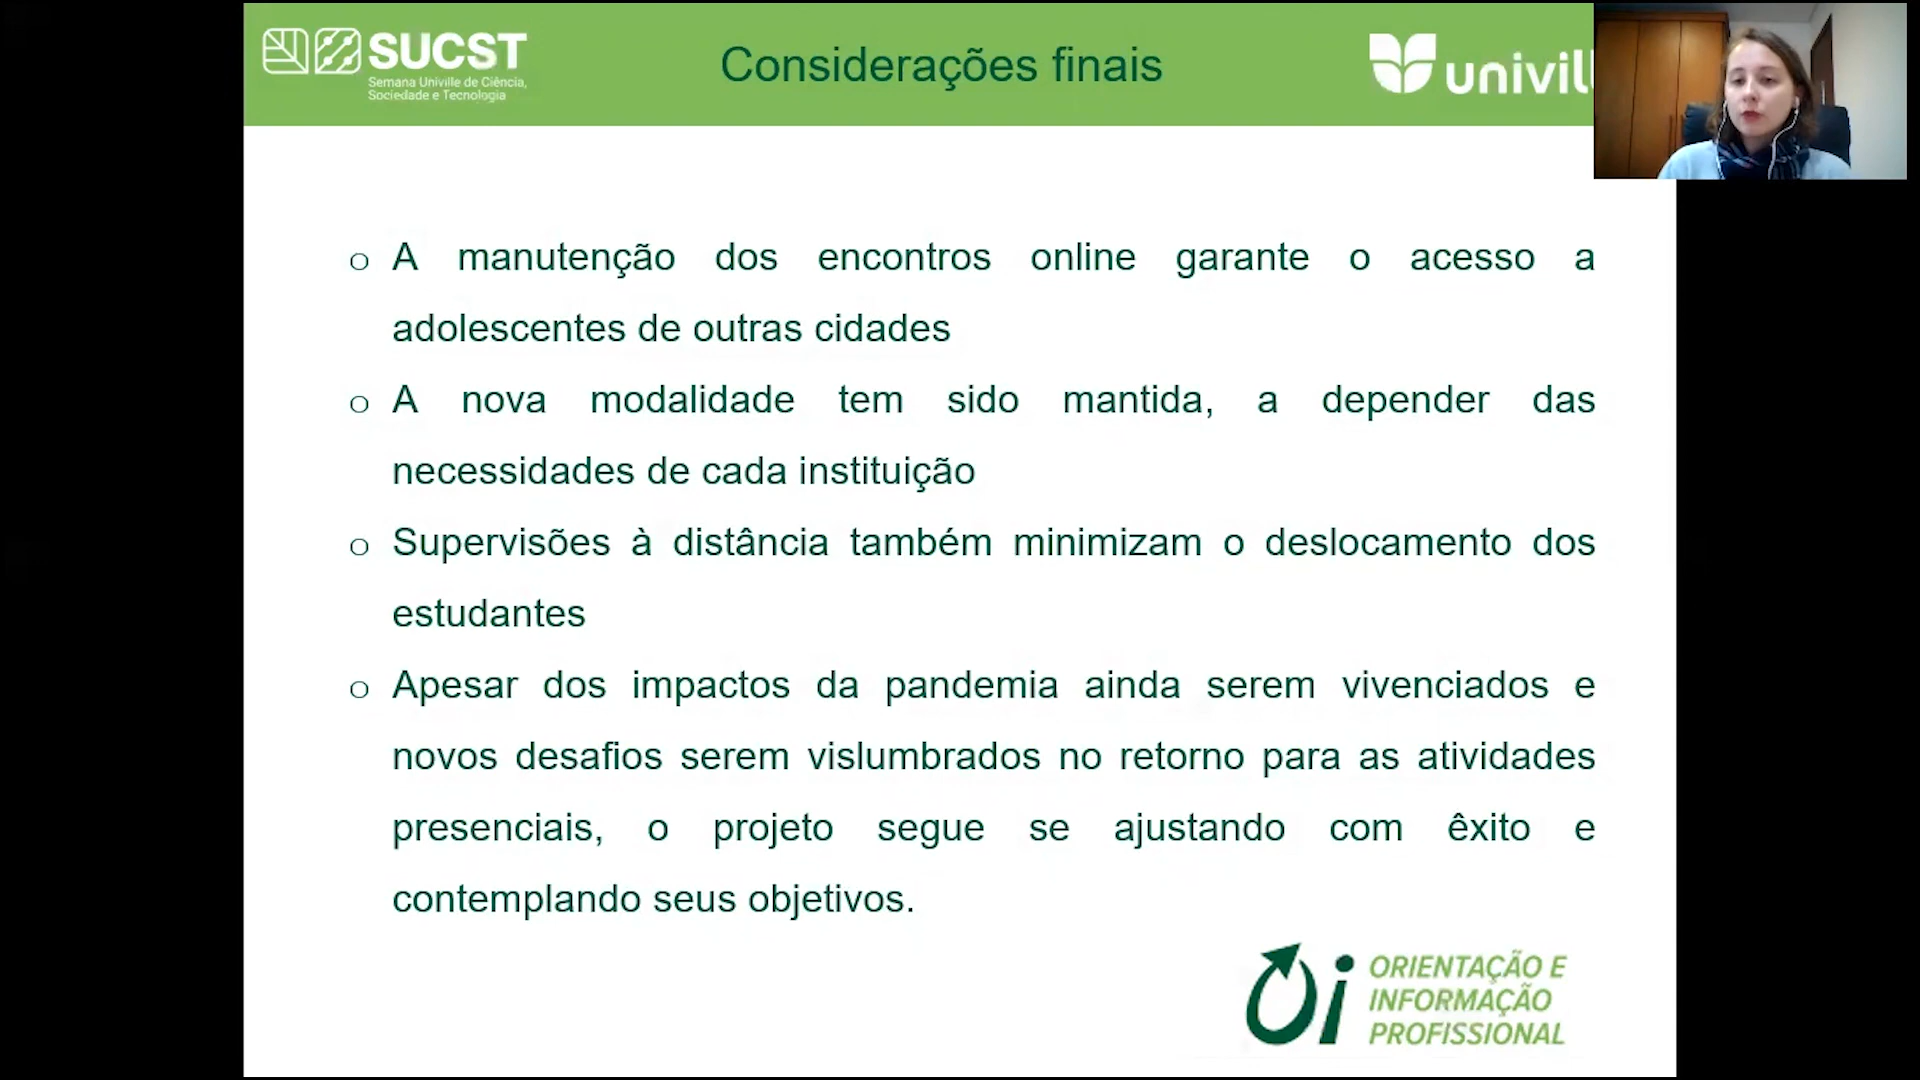 SUCST
Semana Univille de Ciência,
Sociedade e Tecnologia
Considerações finais
univill
o A manutenção dos encontros online garante o acesso a
adolescentes de outras cidades
o A nova modalidade tem sido mantida, a depender das
necessidades de cada instituição
o Supervisões à distância também minimizam o deslocamento dos
estudantes
o Apesar dos impactos da pandemia ainda serem vivenciados e
novos desafios serem vislumbrados no retorno para as atividades
presenciais, o projeto segue se ajustando com êxito e
contemplando seus objetivos.
Oi
ORIENTAÇÃO E
INFORMAÇÃO
PROFISSIONAL